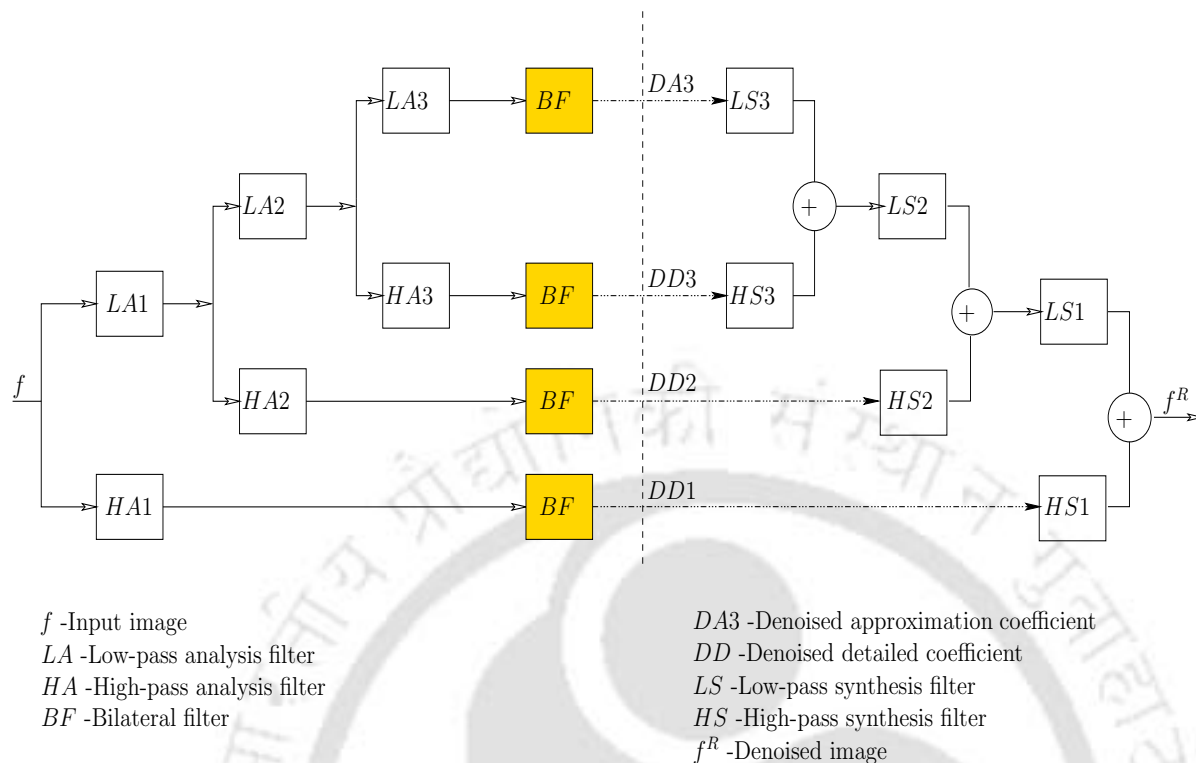 LA3 BF DA3 LS3
LA2 + LS2
LA1 HA3 BF DD3 HS3 + LS1
f HA2 BF DD2 HS2 + f^R
HA1 BF DD1 HS1
f -Input image
LA -Low-pass analysis filter
HA -High-pass analysis filter
BF -Bilateral filter
DA3 -Denoised approximation coefficient
DD -Denoised detailed coefficient
LS -Low-pass synthesis filter
HS -High-pass synthesis filter
f^R -Denoised image